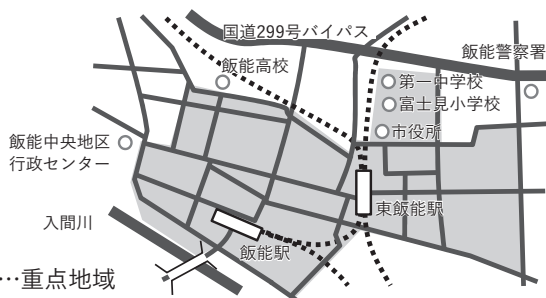 国道299号バイパス
飯能警察署
飯能高校
第一中学校
富士見小学校
市役所
飯能中央地区
行政センター
入間川
東飯能駅
飯能駅
…重点地域